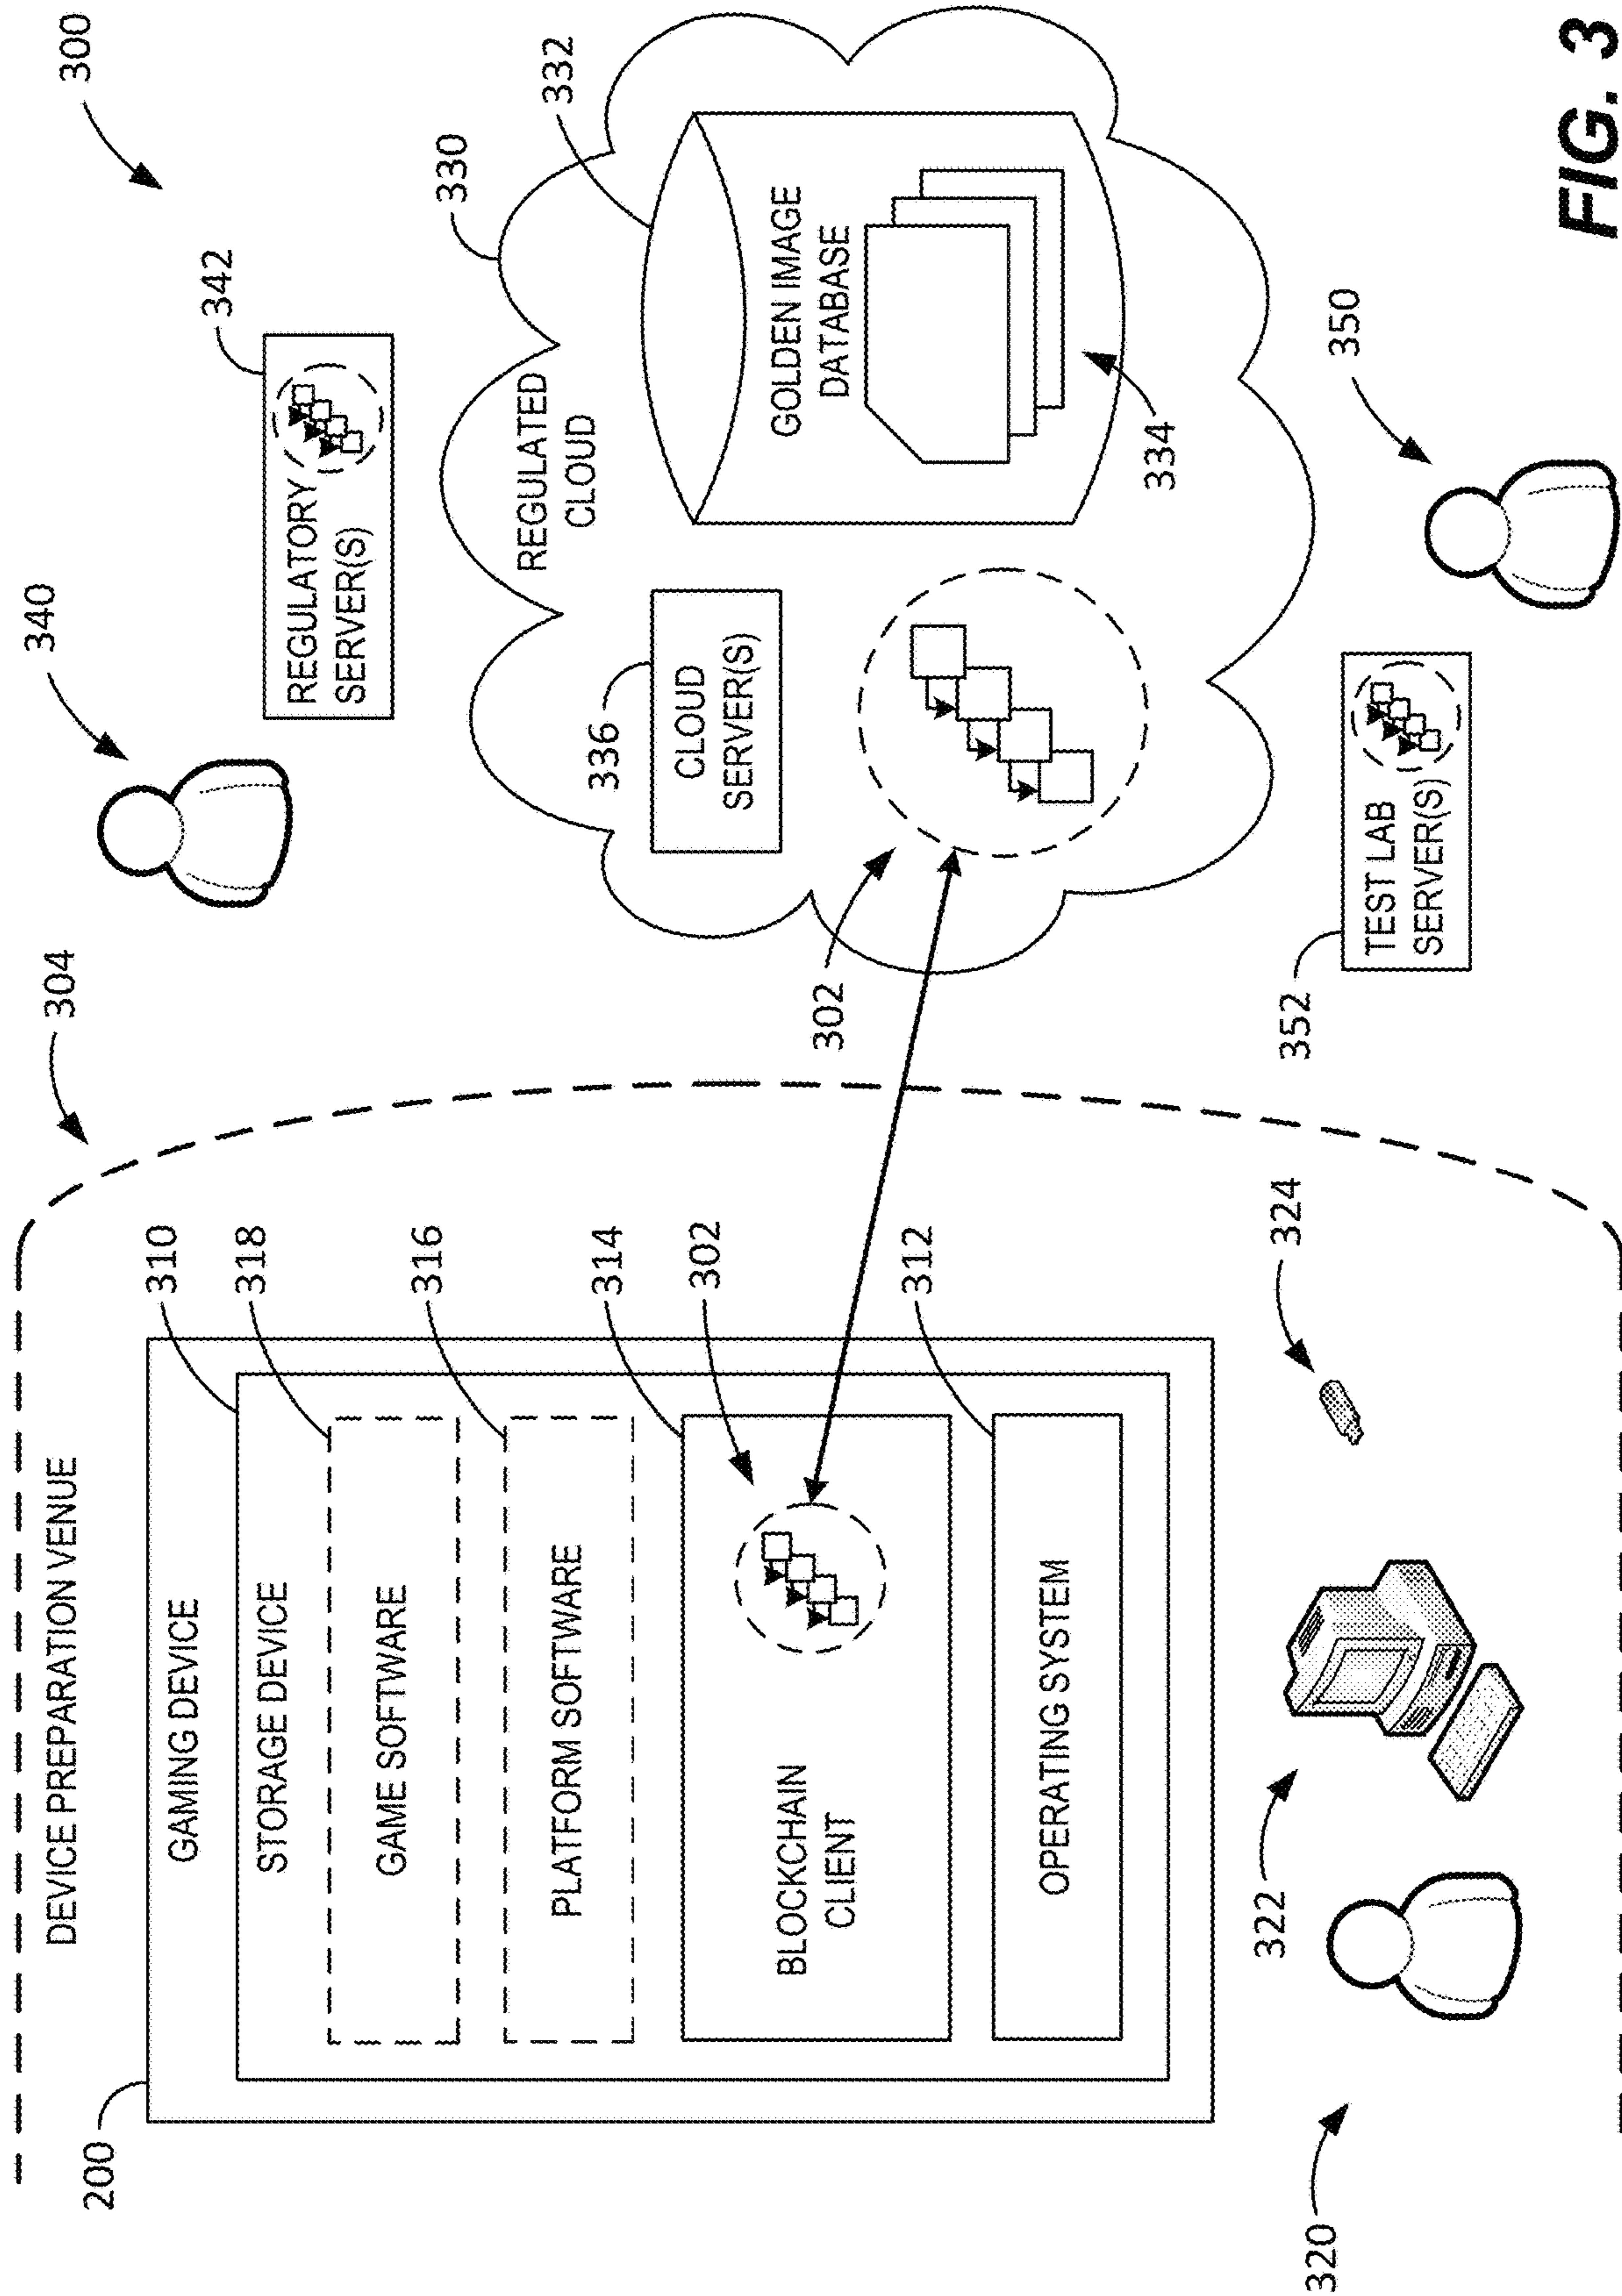 300
304
340
342
REGULATORY
SERVER(S)
330
332
REGULATED
CLOUD
336
CLOUD
SERVER(S)
GOLDEN IMAGE
DATABASE
334
302
350
352
TEST LAB
SERVER(S)
DEVICE PREPARATION VENUE
200
GAMING DEVICE
310
STORAGE DEVICE
318
GAME SOFTWARE
316
PLATFORM SOFTWARE
314
302
BLOCKCHAIN
CLIENT
312
OPERATING SYSTEM
320
322
324
FIG. 3